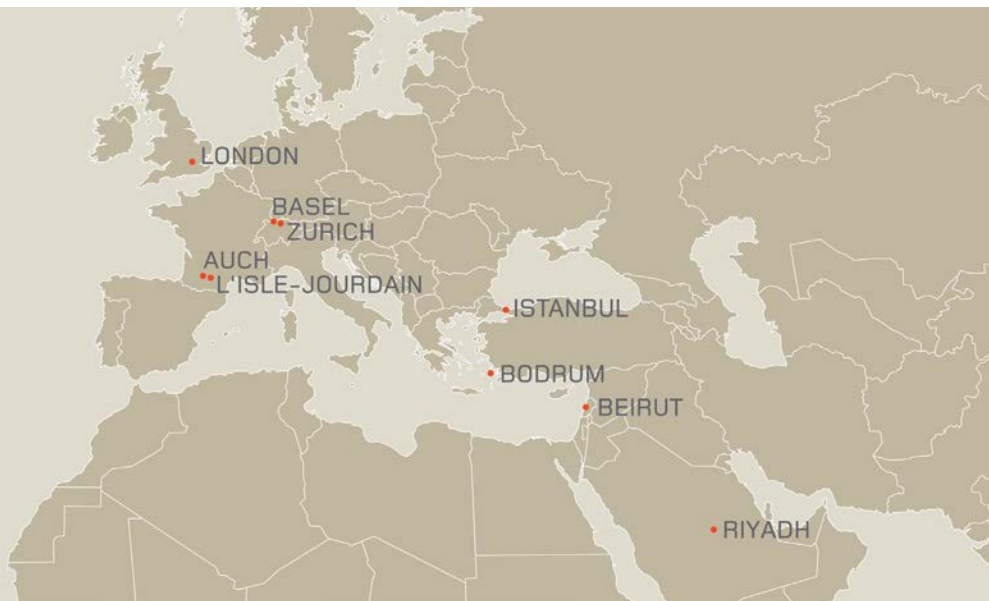 LONDON
BASEL
ZURICH
AUCH
L'ISLE-JOURDAIN
ISTANBUL
BODRUM
BEIRUT
RIYADH